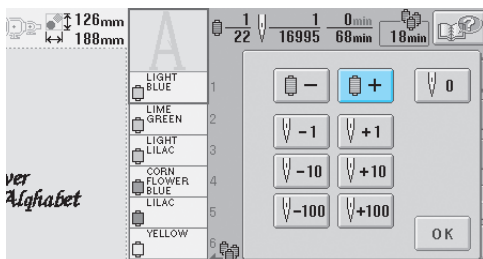 126mm
188mm
A
1
22
1
16995
0min
68min
18min
?
LIGHT
BLUE
1
LIME
GREEN
2
LIGHT
LILAC
3
CORN
FLOWER
BLUE
4
LILAC
5
YELLOW
6
ver
Alphabet
−
+
0
−1
+1
−10
+10
−100
+100
OK